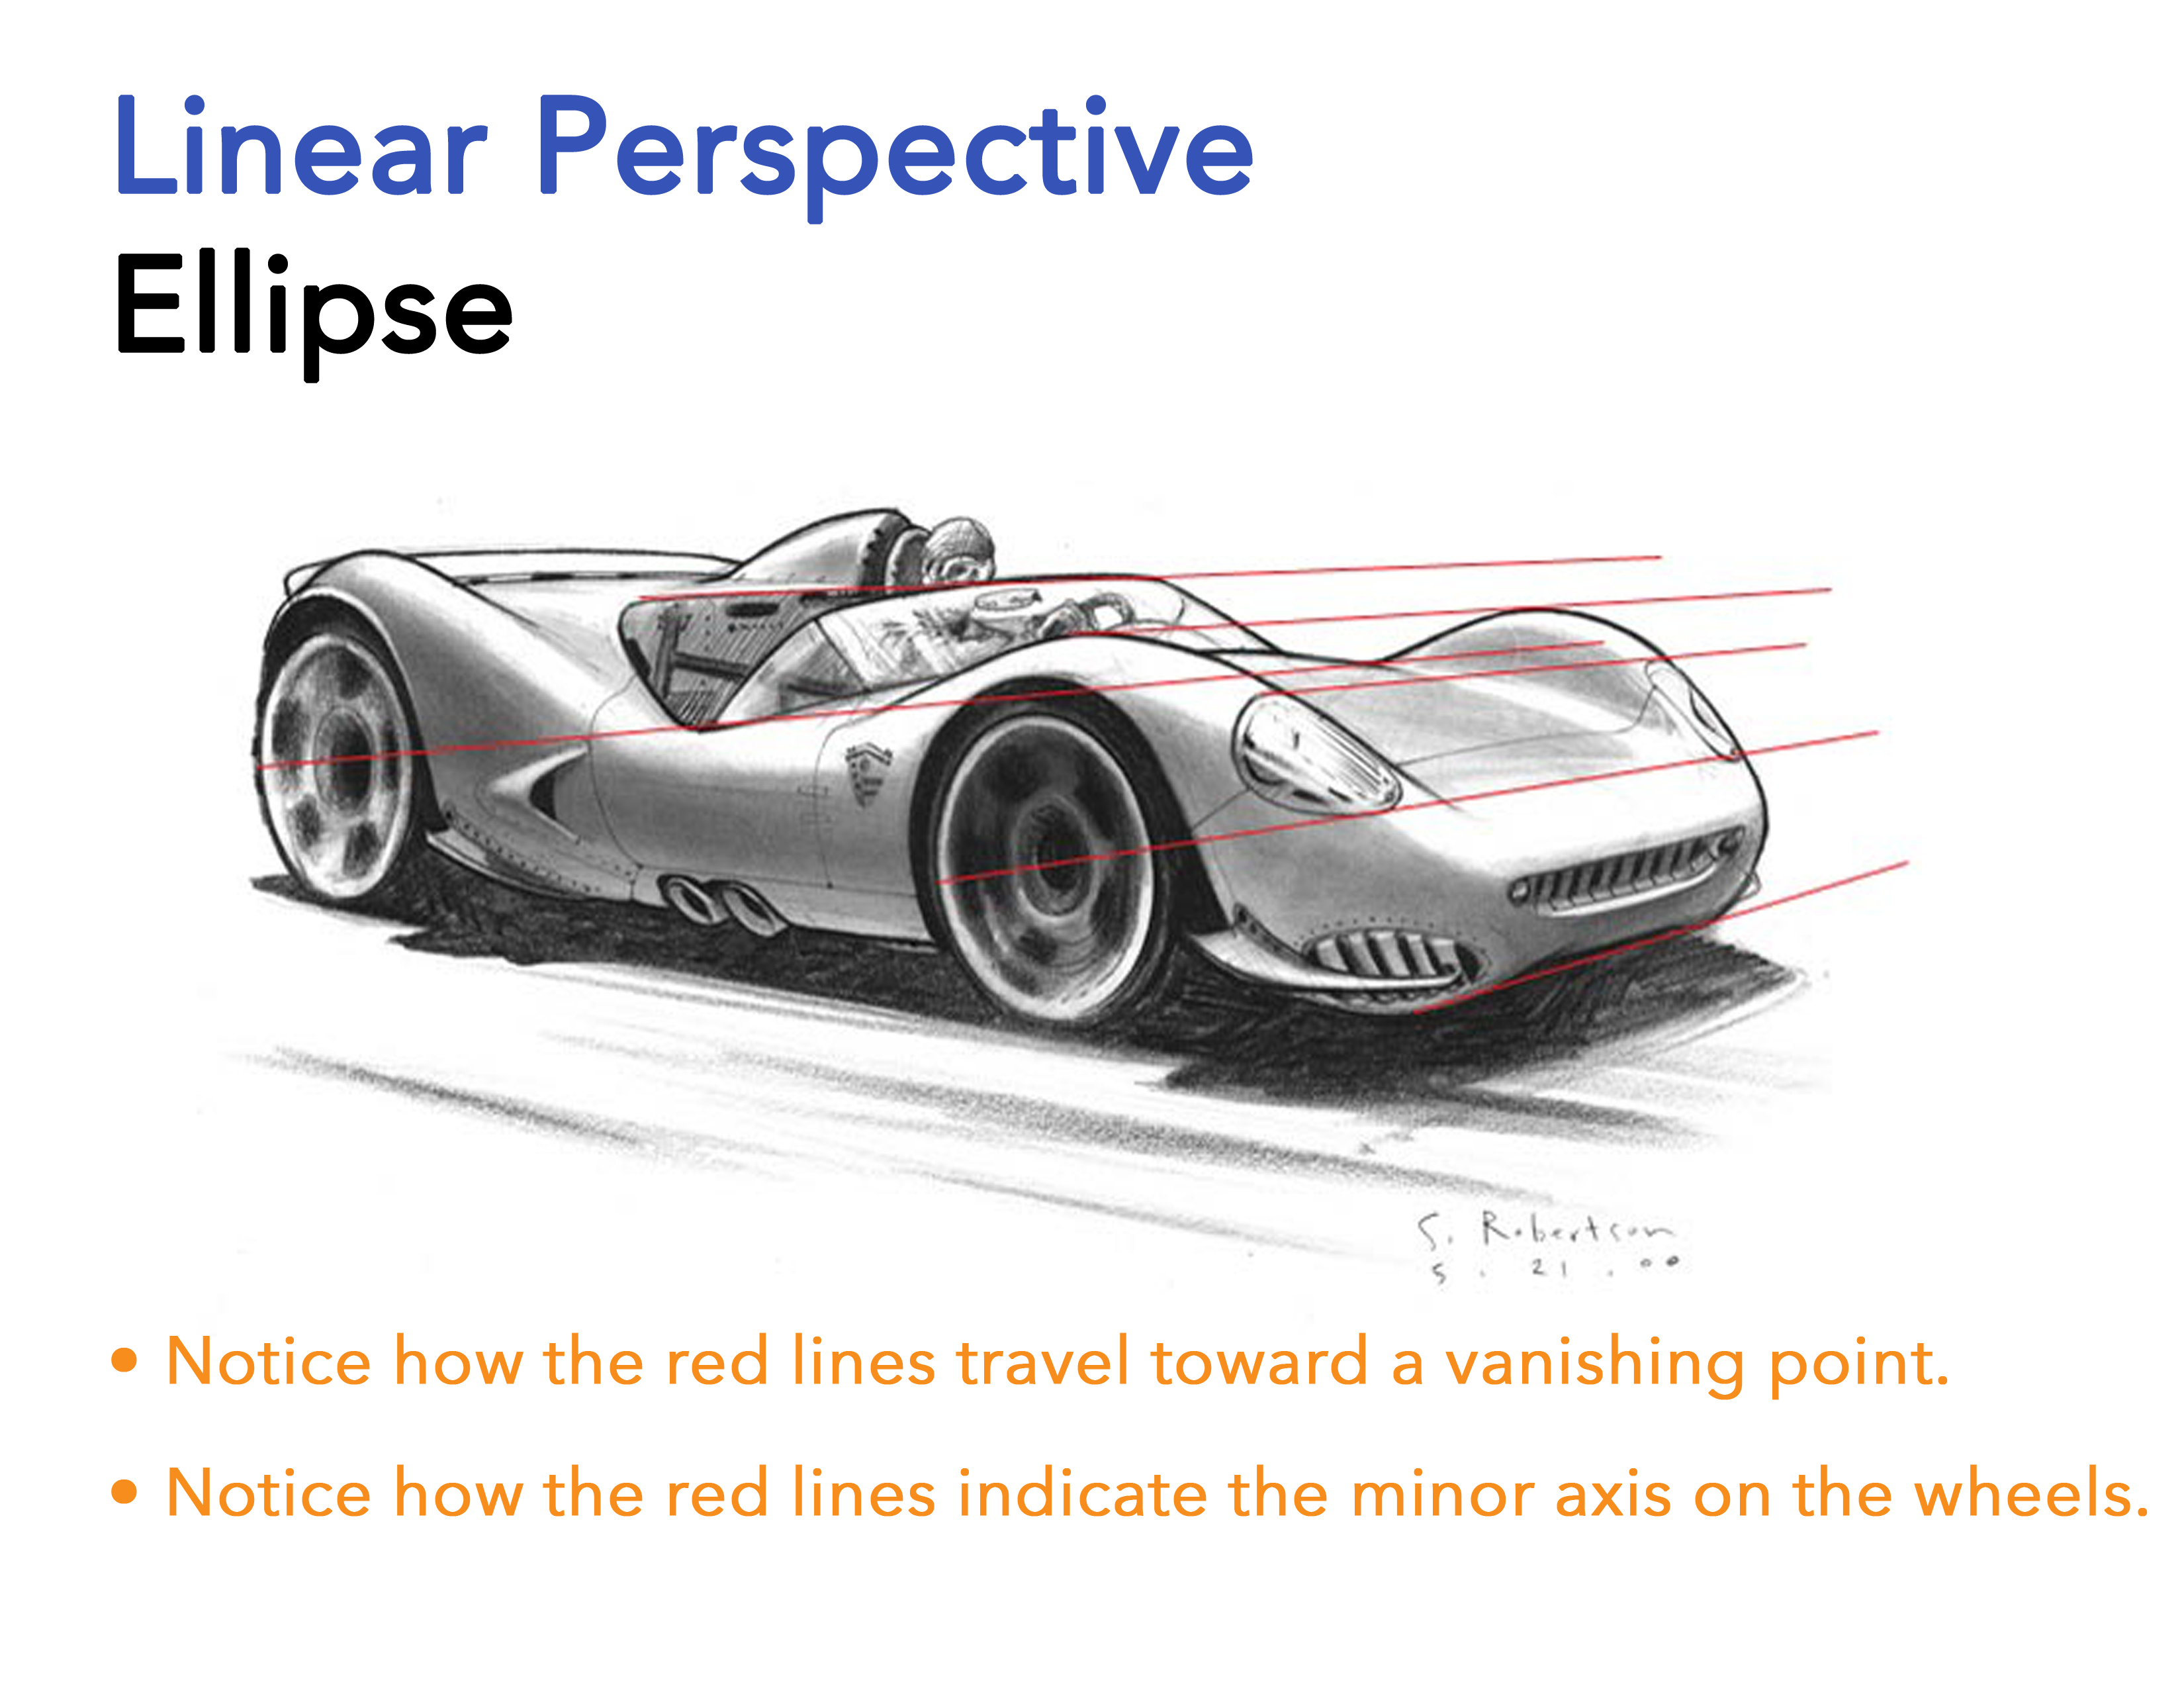 Linear Perspective
Ellipse
S. Robertson
5 . 21 . 00
• Notice how the red lines travel toward a vanishing point.
• Notice how the red lines indicate the minor axis on the wheels.